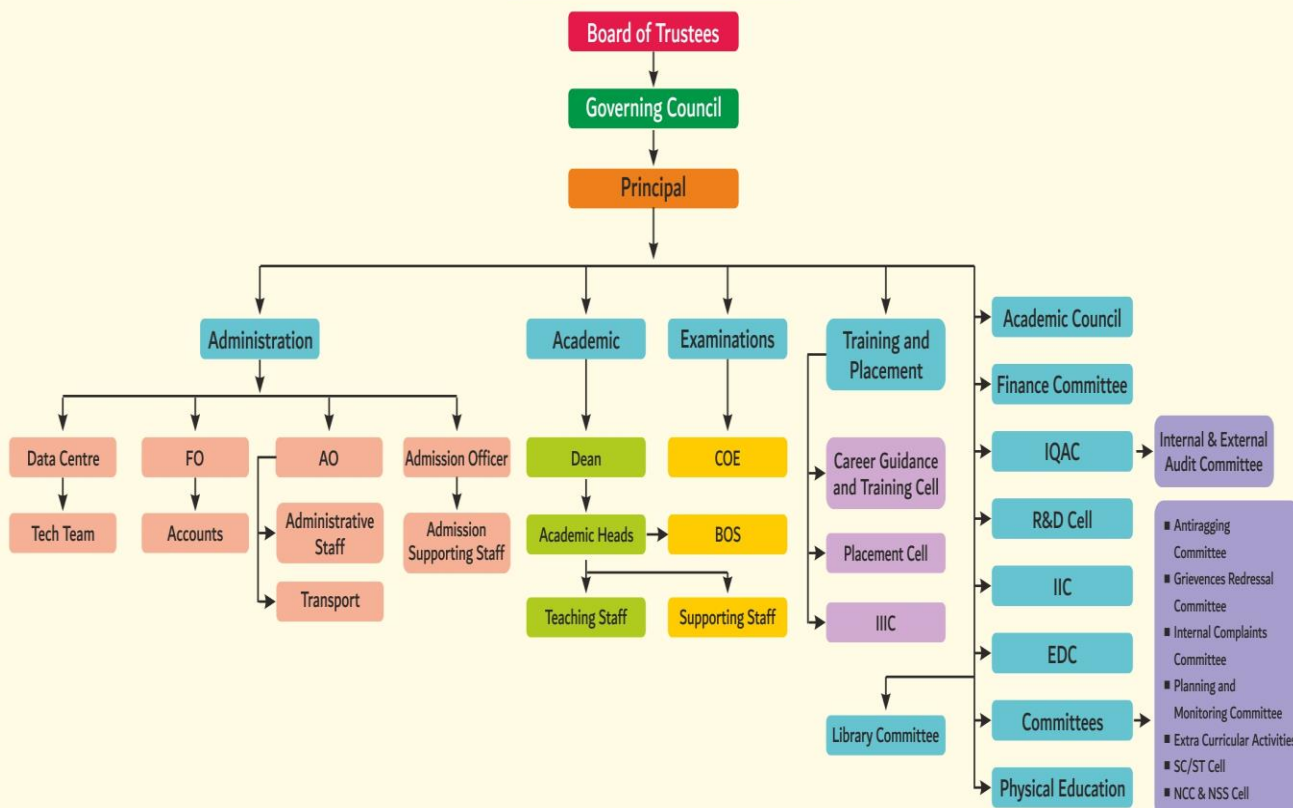 Board of Trustees
Governing Council
Principal
Administration
Academic
Examinations
Training and
Placement
Academic Council
Finance Committee
IQAC
Internal & External
Audit Committee
R&D Cell
IIC
EDC
Committees
Physical Education
Library Committee
Data Centre
FO
AO
Admission Officer
Tech Team
Accounts
Administrative
Staff
Transport
Admission
Supporting Staff
Dean
Academic Heads
Teaching Staff
COE
BOS
Supporting Staff
Career Guidance
and Training Cell
Placement Cell
IIIC
▪ Antiragging
Committee
▪ Grievences Redressal
Committee
▪ Internal Complaints
Committee
▪ Planning and
Monitoring Committee
▪ Extra Curricular Activities
▪ SC/ST Cell
▪ NCC & NSS Cell